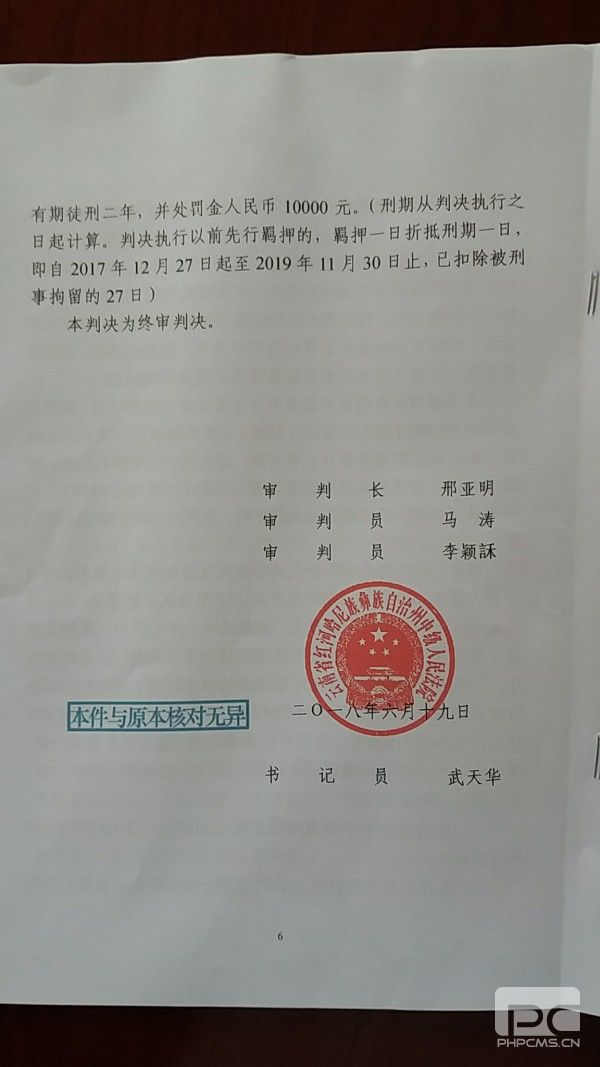 有期徒刑二年，并处罚金人民币 10000 元。（刑期从判决执行之
日起计算。判决执行以前先行羁押的，羁押一日折抵刑期一日，
即自 2017 年 12 月 27 日起至 2019 年 11 月 30 日止，已扣除被刑
事拘留的 27 日）
本判决为终审判决。
审 判 长 邢亚明
审 判 员 马 涛
审 判 员 李颖訸
云南省红河哈尼族彝族自治州中级人民法院
本件与原本核对无异
二〇一八年六月十九日
书 记 员 武天华
6
PC
PHPCMS.CN